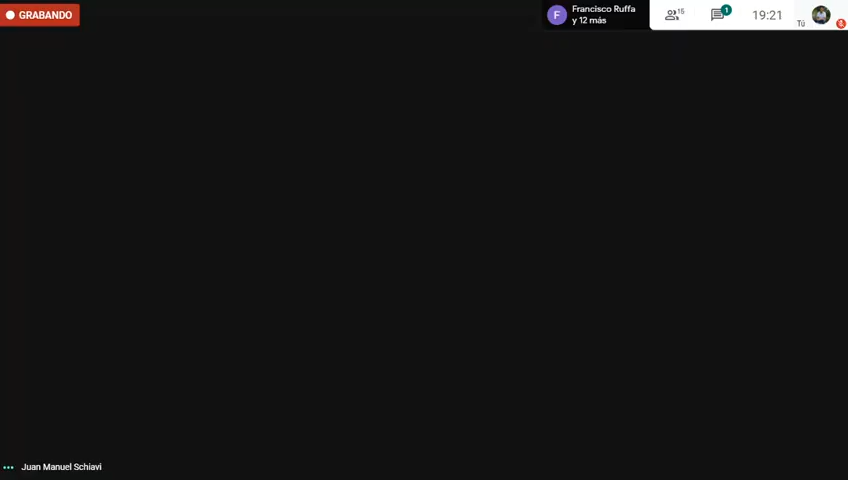 GRABANDO
Francisco Ruffa
y 12 más
15
1
19:21
Tú
F
Juan Manuel Schiavi